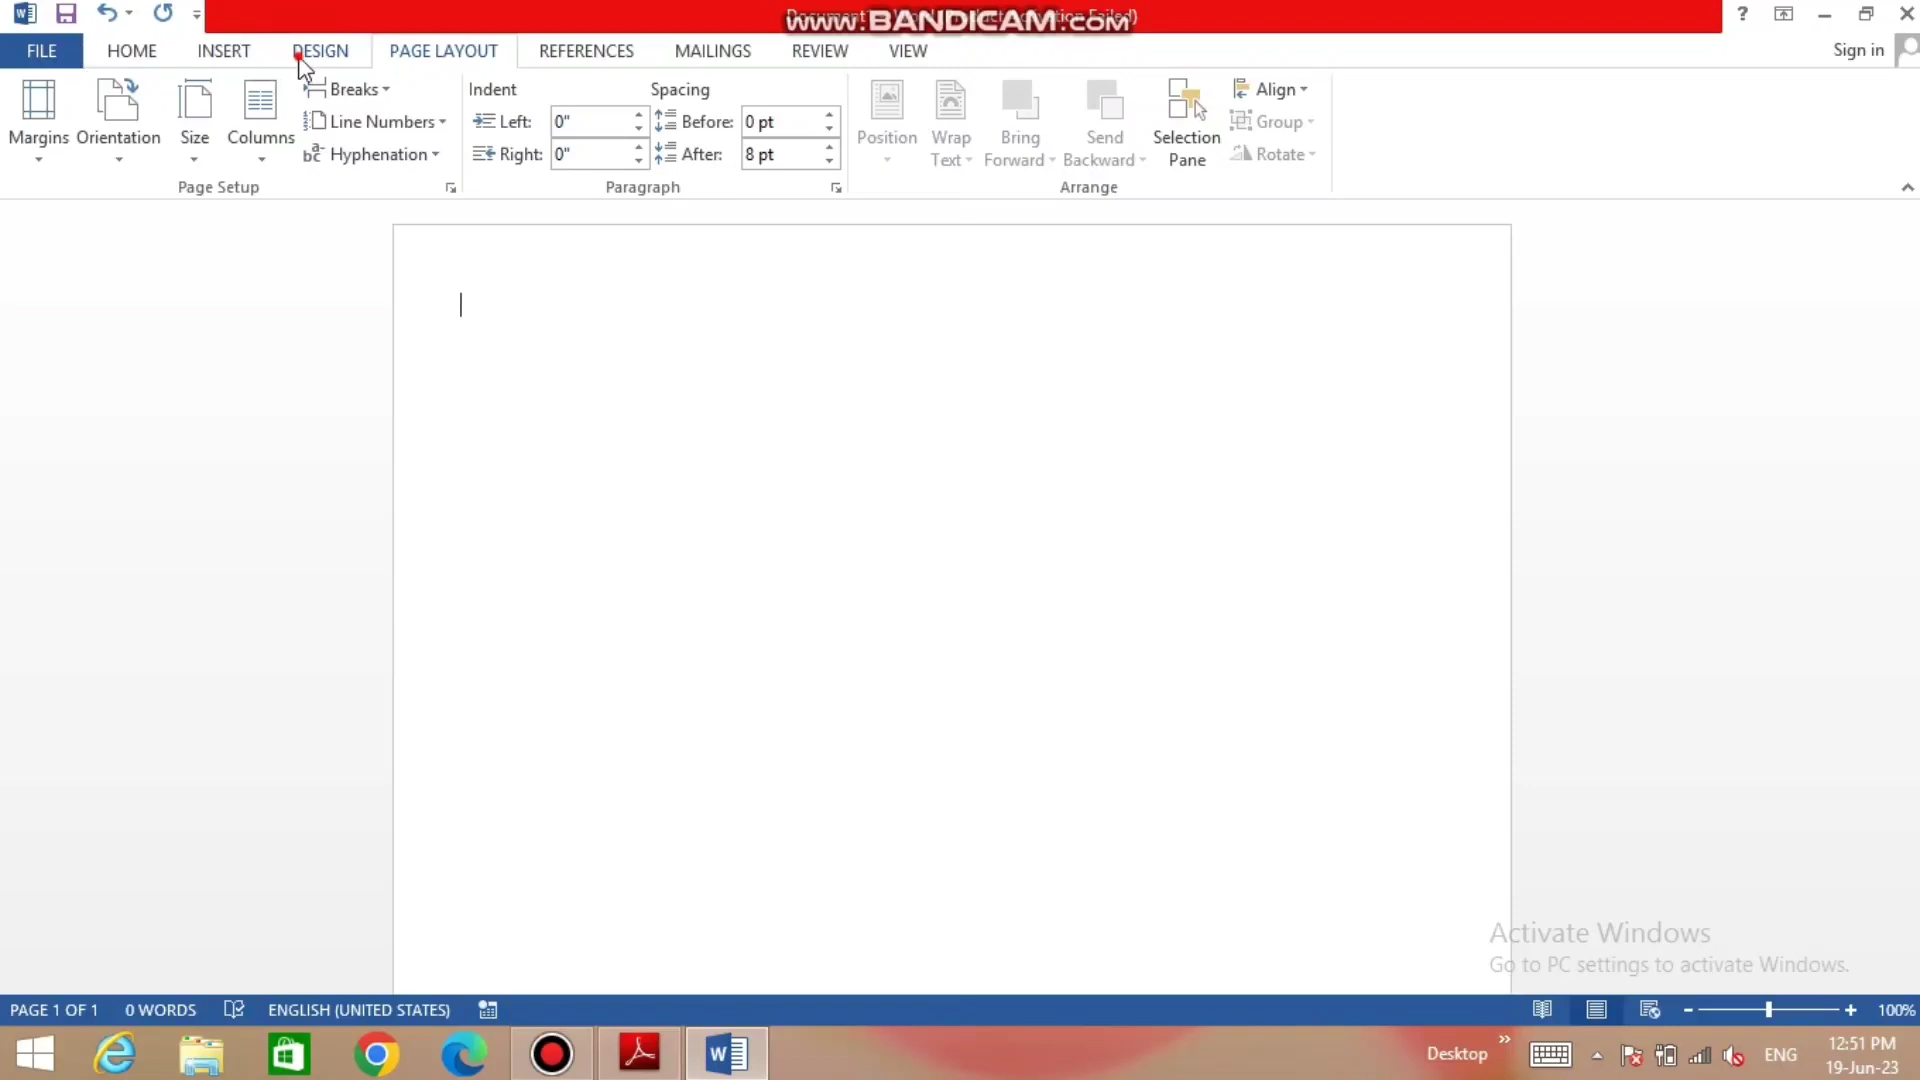 www.BANDICAM.com
FILE HOME INSERT DESIGN PAGE LAYOUT REFERENCES MAILINGS REVIEW VIEW Sign in
Margins Orientation Size Columns
Breaks
Line Numbers
Hyphenation
Page Setup
Indent Spacing
Left: 0" Before: 0 pt
Right: 0" After: 8 pt
Paragraph
Position Wrap Text Bring Forward Send Backward Selection Pane
Align
Group
Rotate
Arrange
Activate Windows
Go to PC settings to activate Windows.
PAGE 1 OF 1 0 WORDS ENGLISH (UNITED STATES) 100%
Desktop ENG 12:51 PM
19-Jun-23